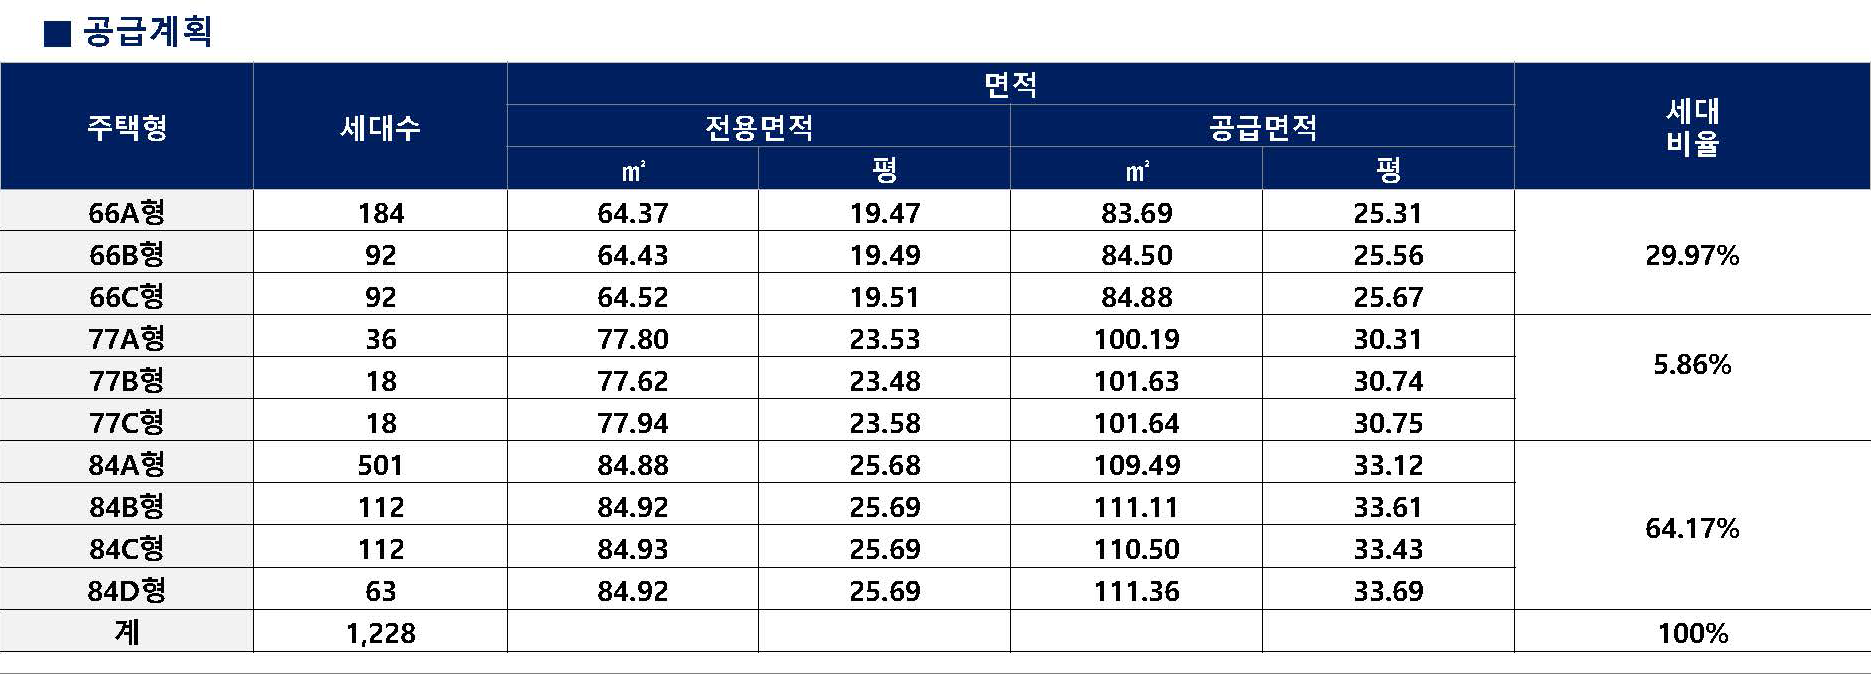 ■ 공급계획
주택형 세대수 면적 세대 비율
전용면적 공급면적
㎡ 평 ㎡ 평
66A형 184 64.37 19.47 83.69 25.31
66B형 92 64.43 19.49 84.50 25.56 29.97%
66C형 92 64.52 19.51 84.88 25.67
77A형 36 77.80 23.53 100.19 30.31
77B형 18 77.62 23.48 101.63 30.74 5.86%
77C형 18 77.94 23.58 101.64 30.75
84A형 501 84.88 25.68 109.49 33.12
84B형 112 84.92 25.69 111.11 33.61 64.17%
84C형 112 84.93 25.69 110.50 33.43
84D형 63 84.92 25.69 111.36 33.69
계 1,228 100%